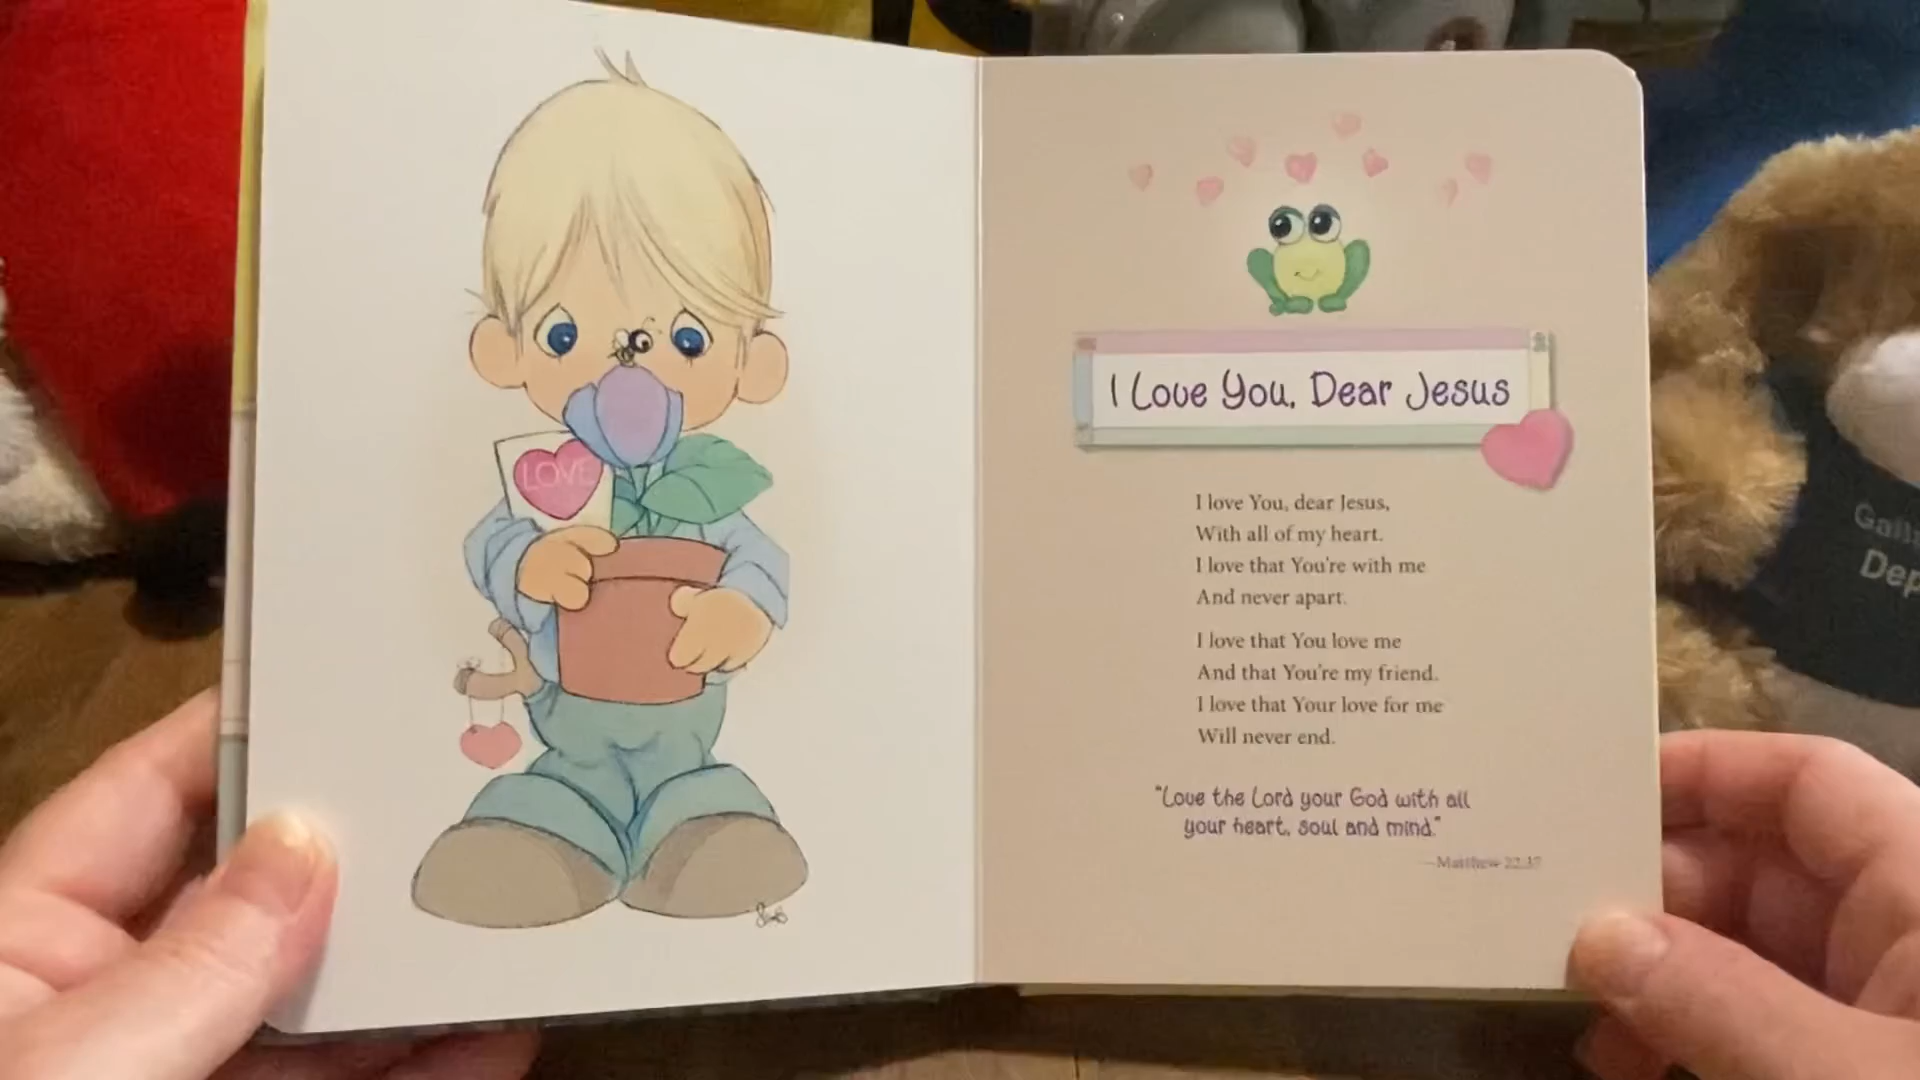 LOVE
I Love You, Dear Jesus
I love You, dear Jesus,
With all of my heart.
I love that You're with me
And never apart.
I love that You love me
And that You're my friend.
I love that Your love for me
Will never end.
"Love the Lord your God with all
your heart, soul and mind."
—Matthew 22:37
Dep